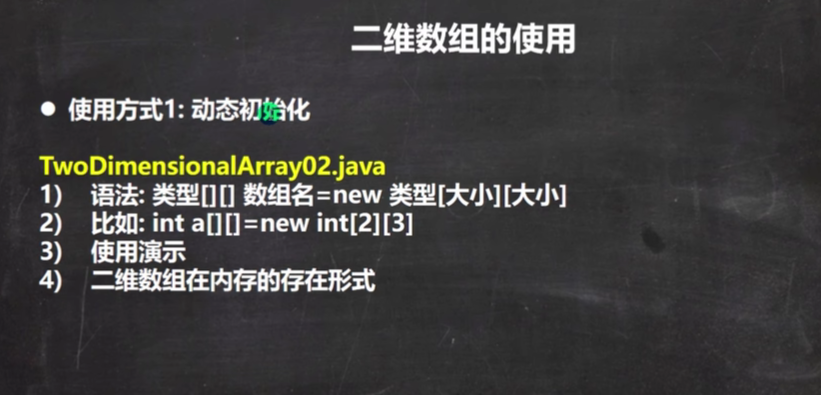 二维数组的使用
● 使用方式1: 动态初始化
TwoDimensionalArray02.java
1) 语法: 类型[][] 数组名=new 类型[大小][大小]
2) 比如: int a[][]=new int[2][3]
3) 使用演示
4) 二维数组在内存的存在形式